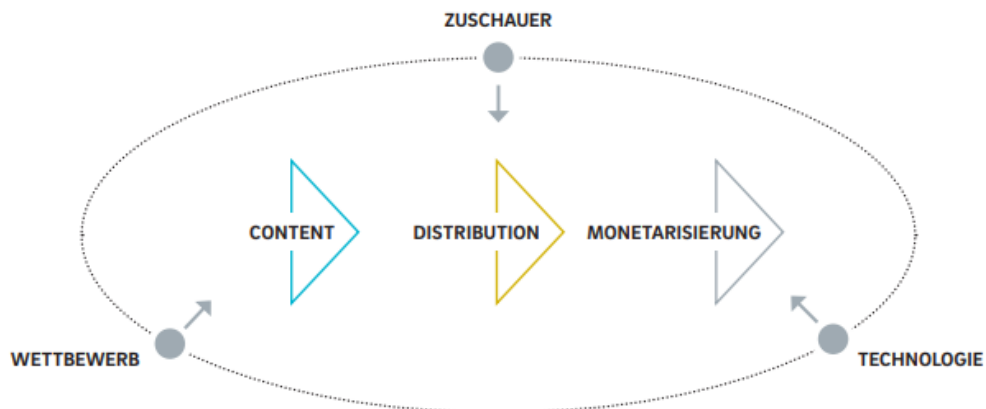 ZUSCHAUER
CONTENT
DISTRIBUTION
MONETARISIERUNG
WETTBEWERB
TECHNOLOGIE